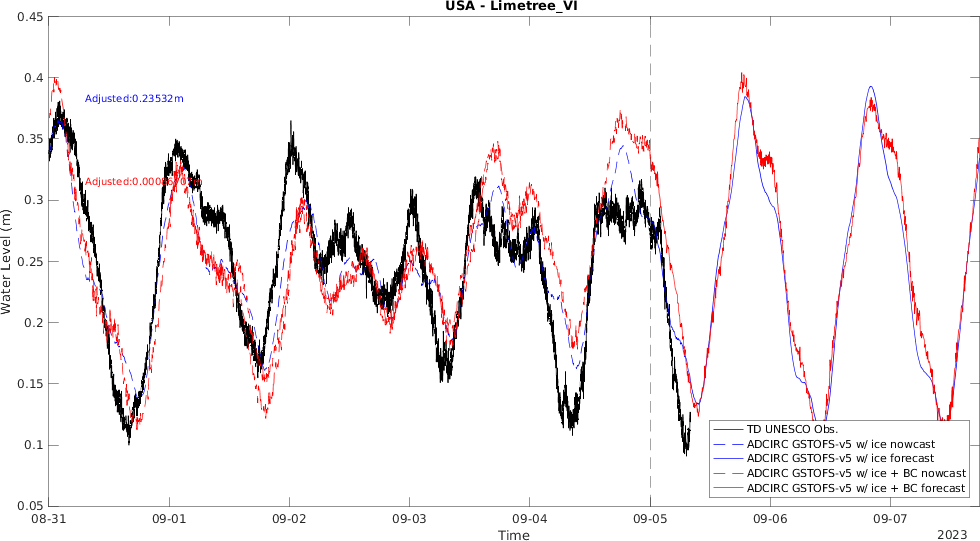 USA - Limetree_VI
0.45
0.4
0.35
0.3
0.25
0.2
0.15
0.1
0.05
Water Level (m)
Adjusted:0.23532m
TD UNESCO Obs.
ADCIRC GSTOFS-v5 w/ ice nowcast
ADCIRC GSTOFS-v5 w/ ice forecast
ADCIRC GSTOFS-v5 w/ ice + BC nowcast
ADCIRC GSTOFS-v5 w/ ice + BC forecast
08-31 09-01 09-02 09-03 09-04 09-05 09-06 09-07
Time
2023